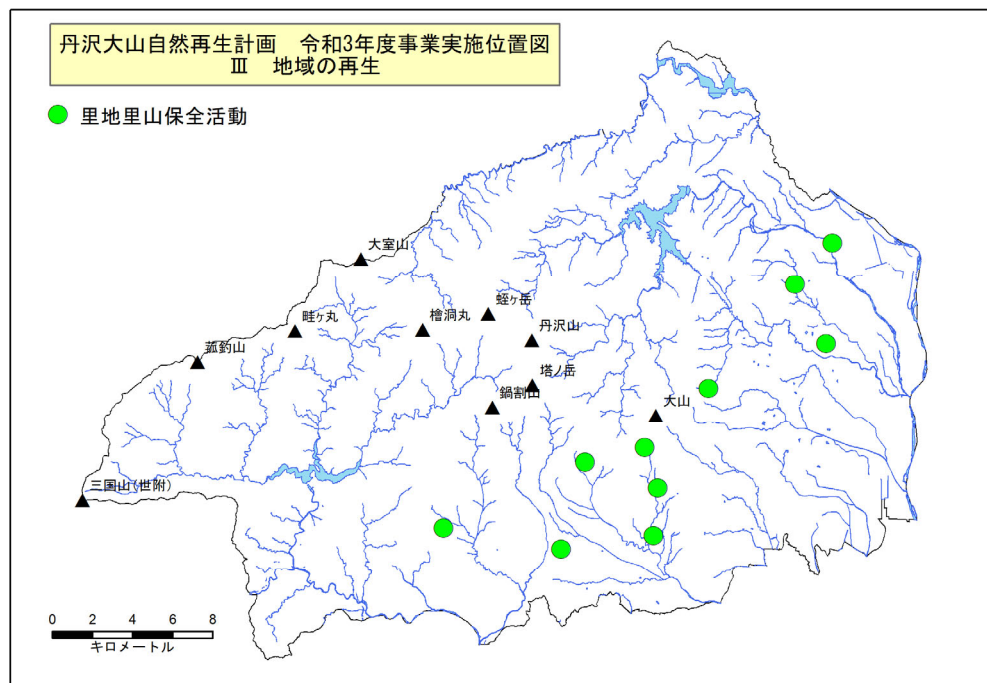 丹沢大山自然再生計画　令和3年度事業実施位置図
Ⅲ　地域の再生
里地里山保全活動
大室山
畦ヶ丸
檜洞丸
蛭ヶ岳
丹沢山
菰釣山
塔ノ岳
鍋割山
大山
三国山(世附)
0 2 4 6 8
キロメートル